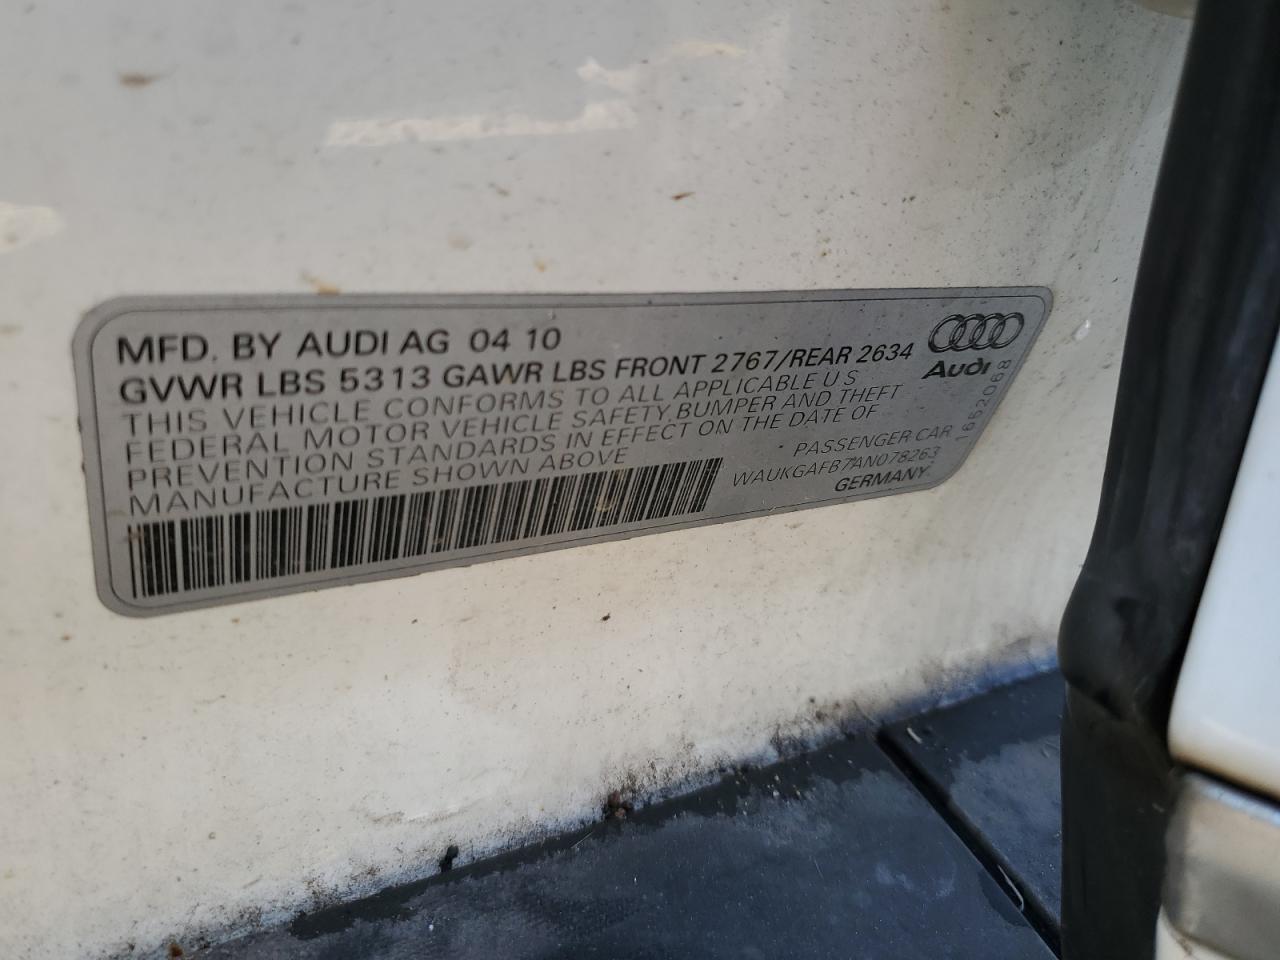 MFD. BY AUDI AG 04 10
GVWR LBS 5313 GAWR LBS FRONT 2767/REAR 2634
THIS VEHICLE CONFORMS TO ALL APPLICABLE U S
FEDERAL MOTOR VEHICLE SAFETY, BUMPER AND THEFT
PREVENTION STANDARDS IN EFFECT ON THE DATE OF
MANUFACTURE SHOWN ABOVE
PASSENGER CAR
WAUKGAFB7AN078263
GERMANY
Audi
1652068